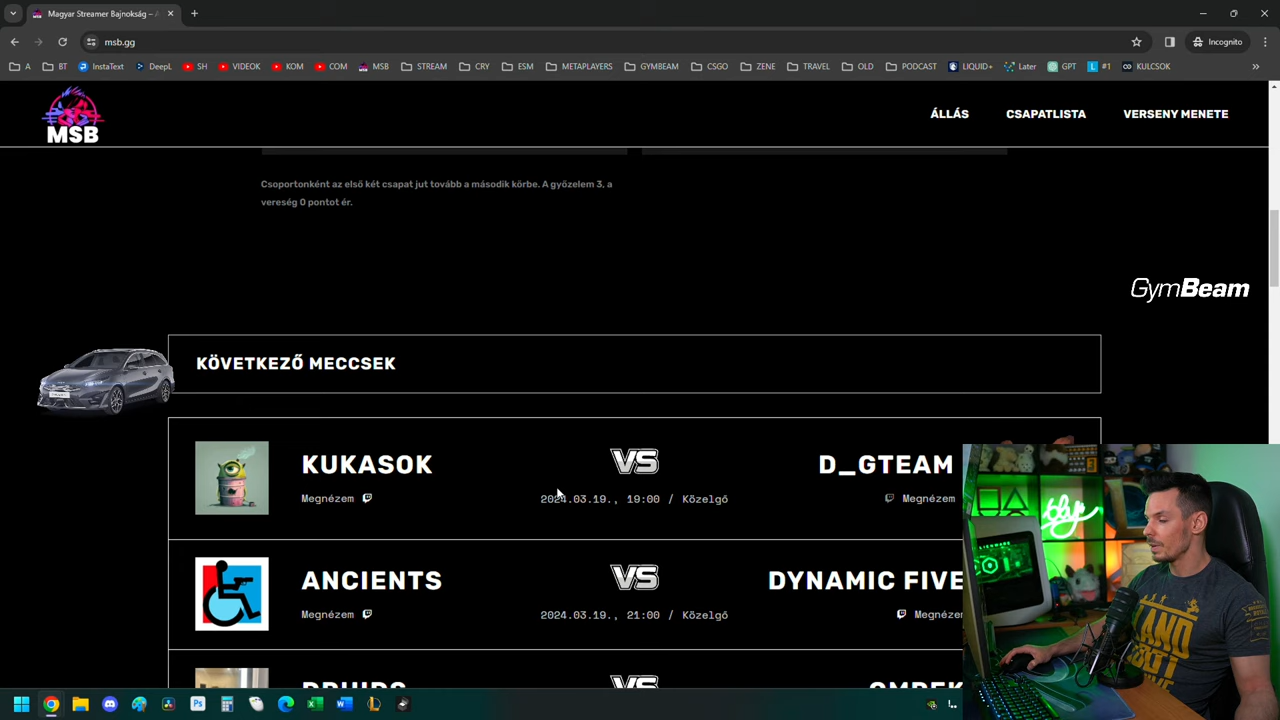 Magyar Streamer Bajnokság –
msb.gg
Incognito
A BT InstaText DeepL SH VIDEOK KOM COM MSB STREAM CRY ESM METAPLAYERS GYMBEAM CSGO ZENE TRAVEL OLD PODCAST LIQUID+ Later GPT #1 KULCSOK
MSB
ÁLLÁS CSAPATLISTA VERSENY MENETE
Csoportonként az első két csapat jut tovább a második körbe. A győzelem 3, a
vereség 0 pontot ér.
GymBeam
KÖVETKEZŐ MECCSEK
KUKASOK VS D_GTEAM
Megnézem 2024.03.19., 19:00 / Közelgő Megnézem
ANCIENTS VS DYNAMIC FIVE
Megnézem 2024.03.19., 21:00 / Közelgő Megnézem
DRUIDS VS